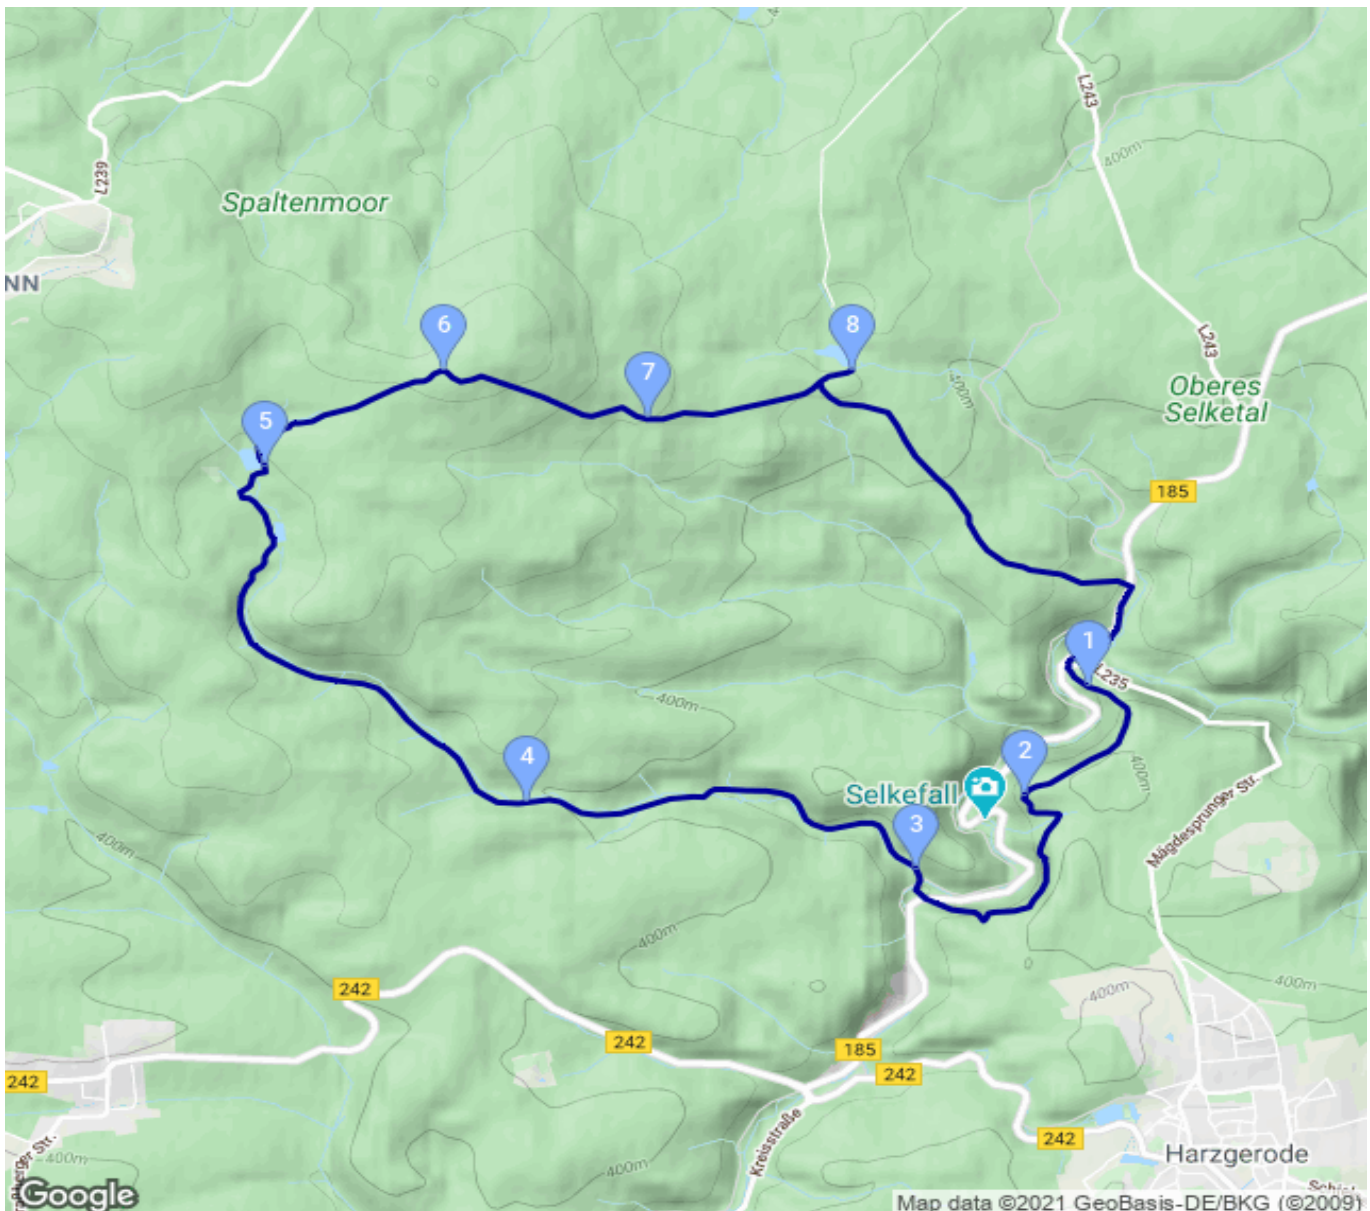 L243
400m
L239
Spaltenmoor
NN
6
8
L243
7
400m
Oberes
Selketal
5
185
1
L235
400m
4
2
400m
Selkefall
3
Mägdesprunger Str.
400m
400m
242
400m
400m
242
185
242
242
Kreisstraße
242
400m
400m
Harzgerode
Google
Map data ©2021 GeoBasis-DE/BKG (©2009)